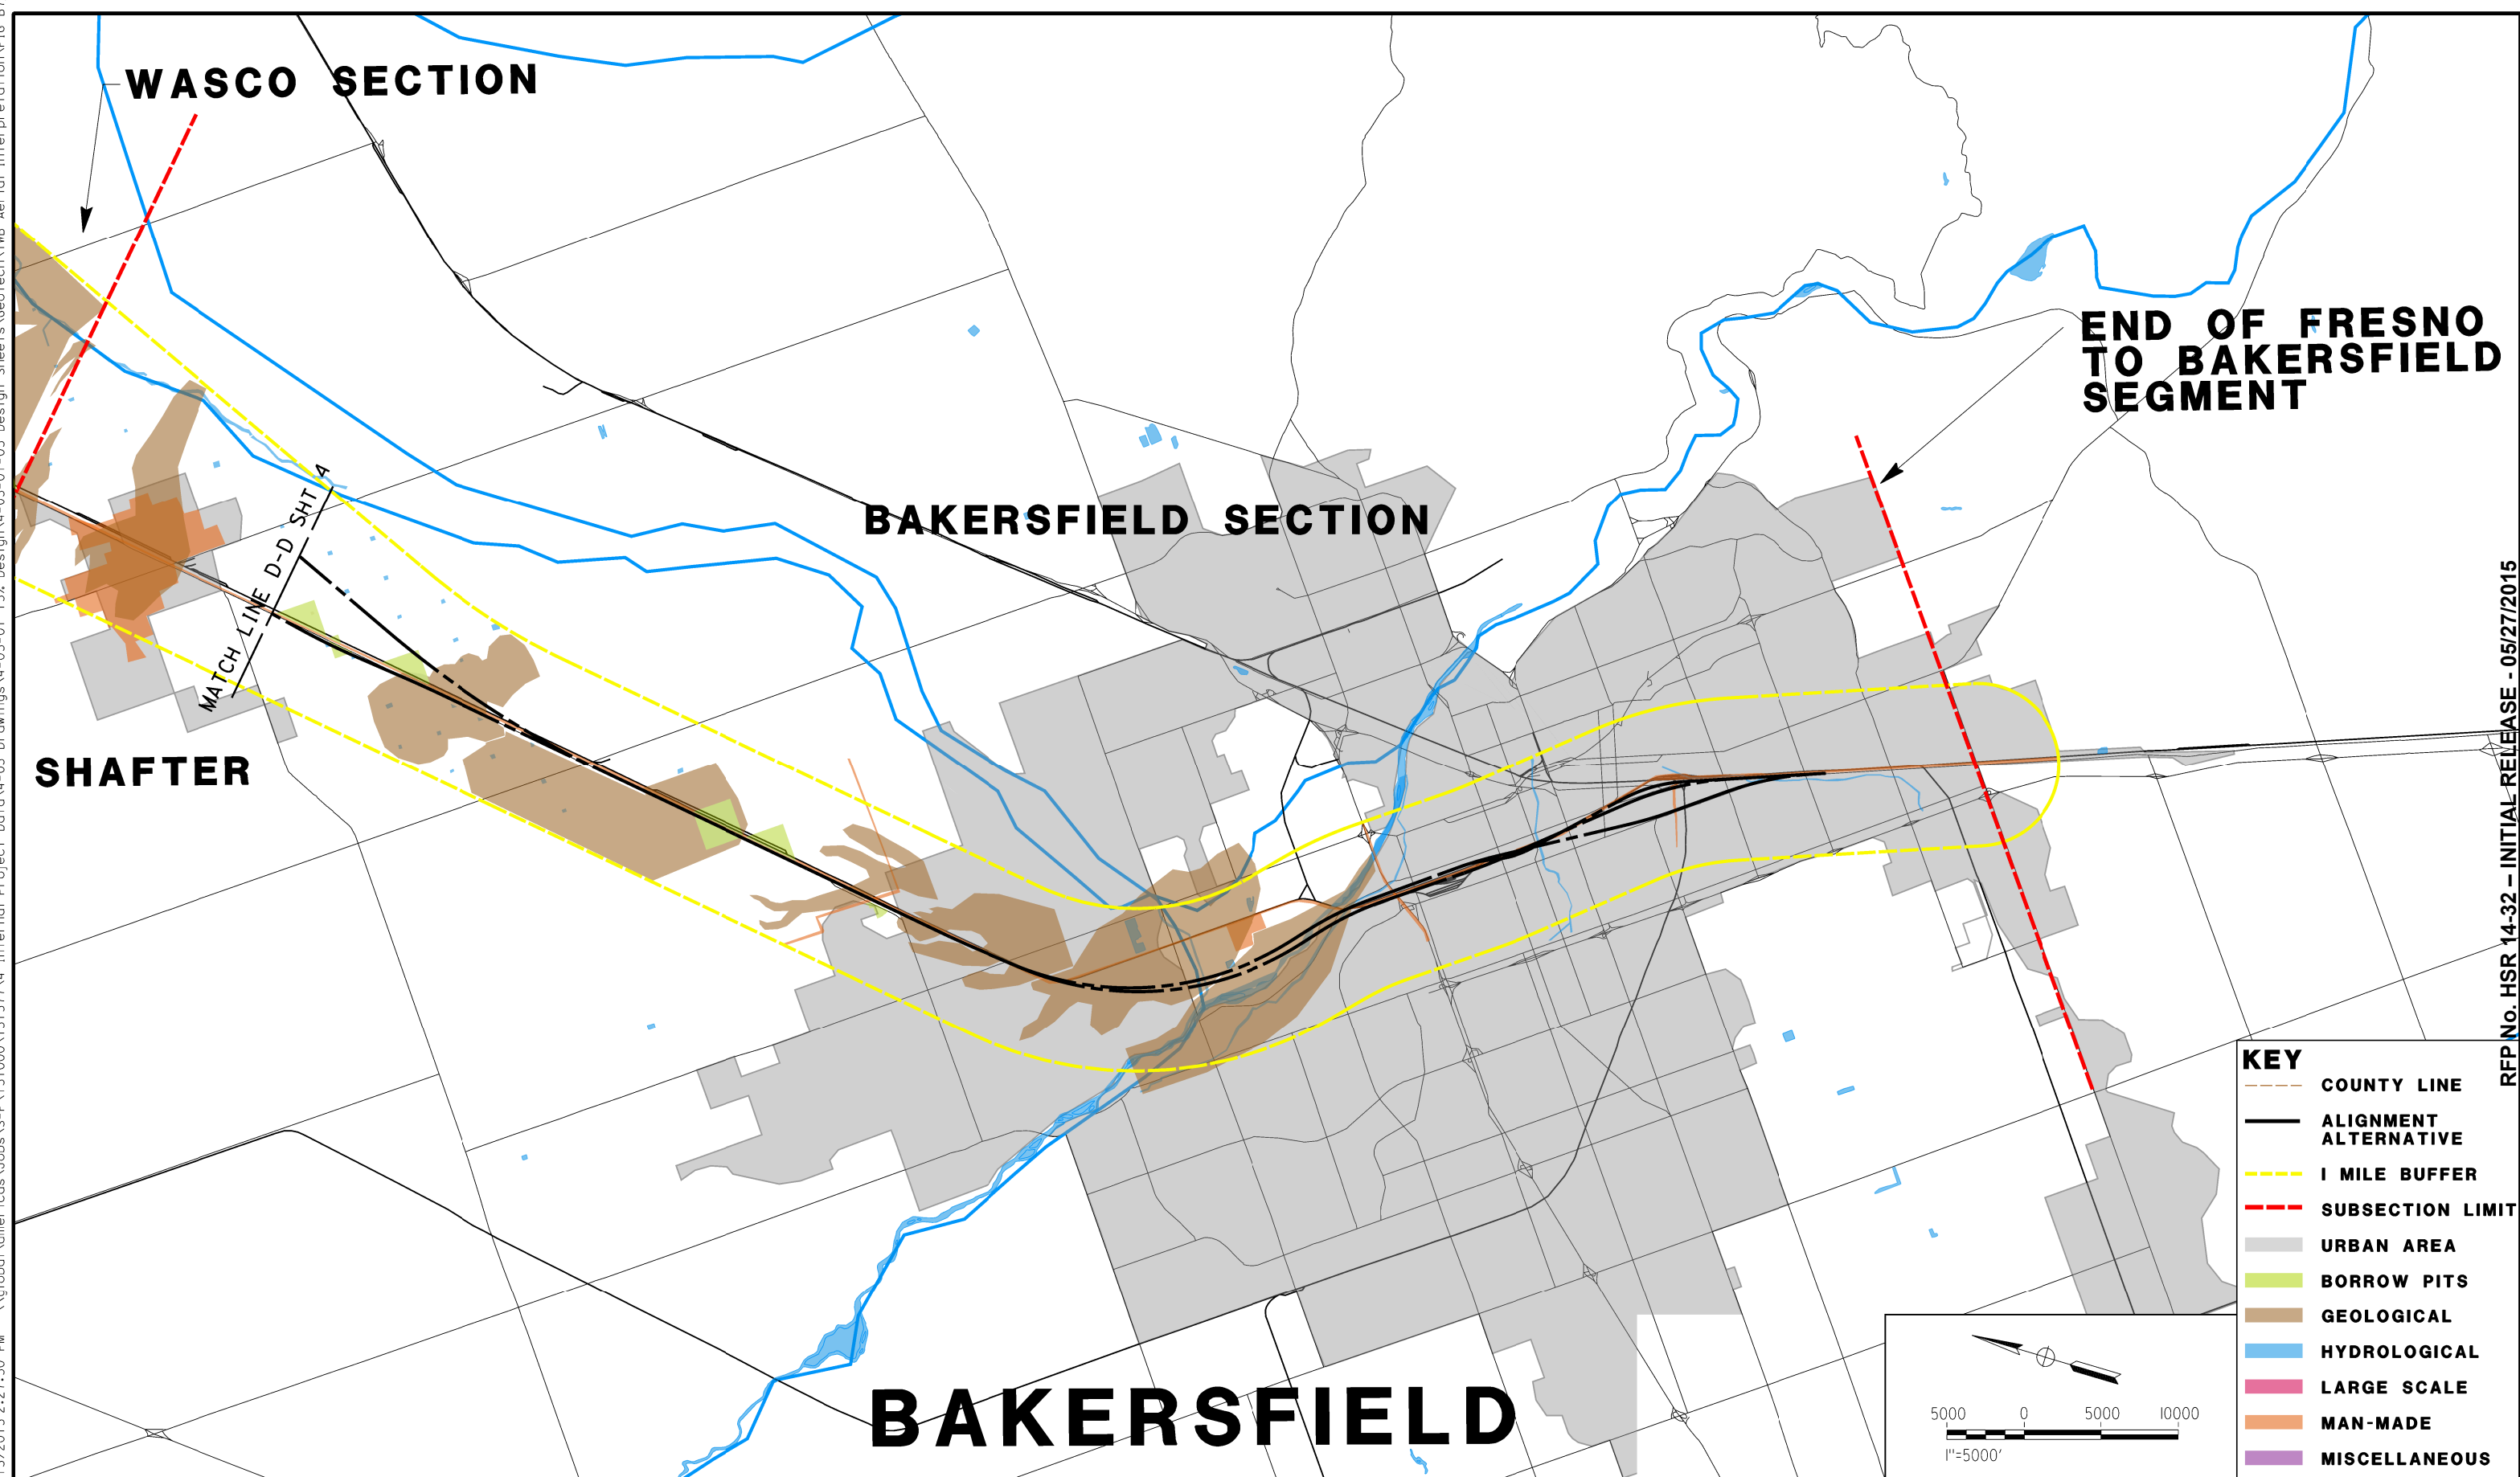 WASCO SECTION
END OF FRESNO
TO BAKERSFIELD
SEGMENT
BAKERSFIELD SECTION
MATCH LINE D-D SHT 4
SHAFTER
BAKERSFIELD
RFP No. HSR 14-32 – INITIAL RELEASE - 05/27/2015
KEY
COUNTY LINE
ALIGNMENT
ALTERNATIVE
1 MILE BUFFER
SUBSECTION LIMIT
URBAN AREA
BORROW PITS
GEOLOGICAL
HYDROLOGICAL
LARGE SCALE
MAN-MADE
MISCELLANEOUS
5000 0 5000 10000
1"=5000'